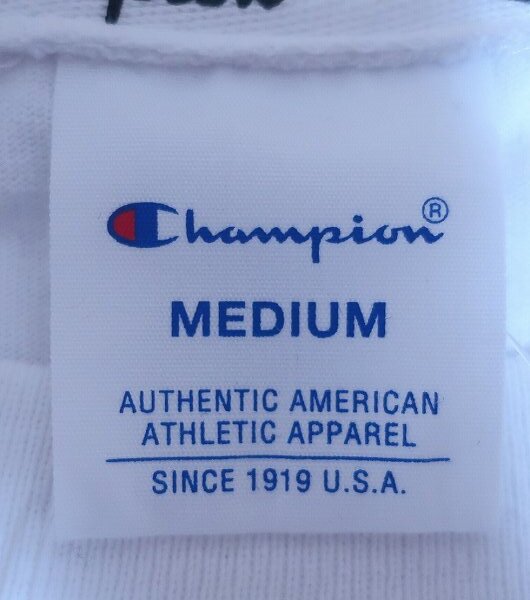 Champion®
MEDIUM
AUTHENTIC AMERICAN
ATHLETIC APPAREL
SINCE 1919 U.S.A.